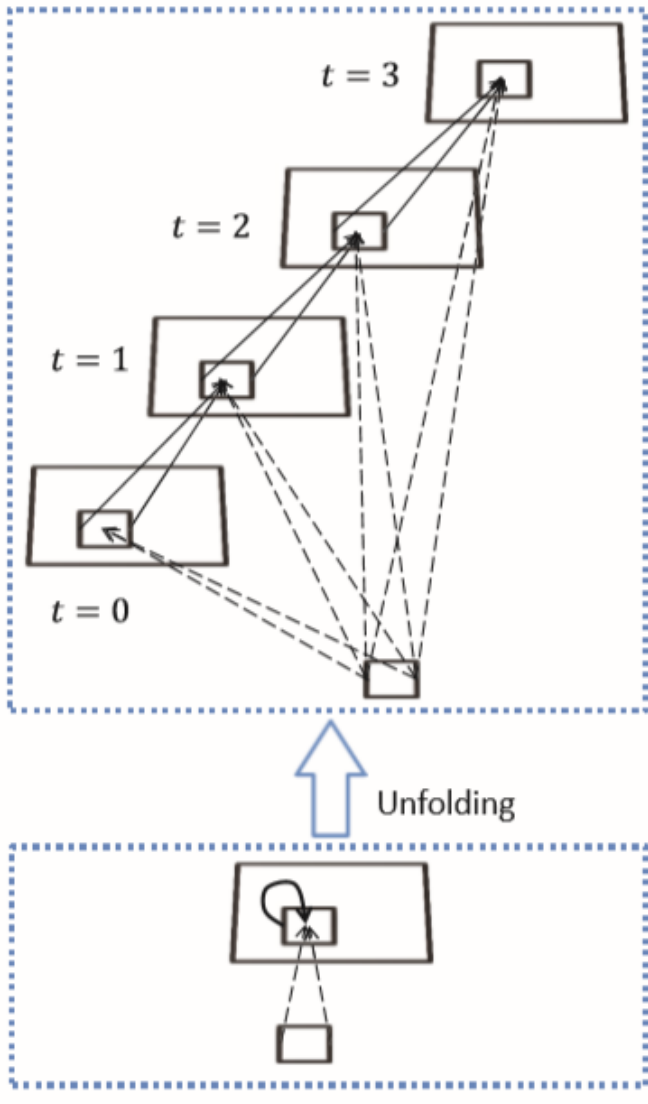 t = 3
t = 2
t = 1
t = 0
Unfolding